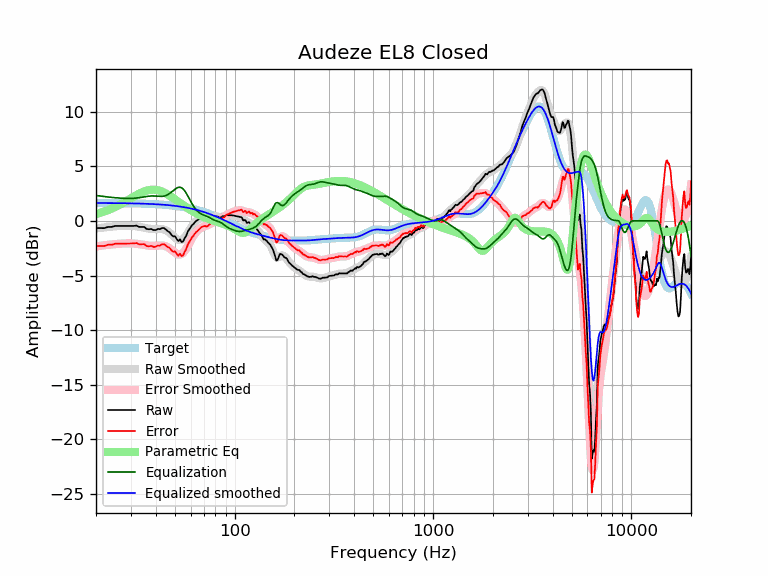 Audeze EL8 Closed
Amplitude (dBr)
10
5
0
−5
−10
−15
−20
−25
Target
Raw Smoothed
Error Smoothed
Raw
Error
Parametric Eq
Equalization
Equalized smoothed
100
1000
10000
Frequency (Hz)